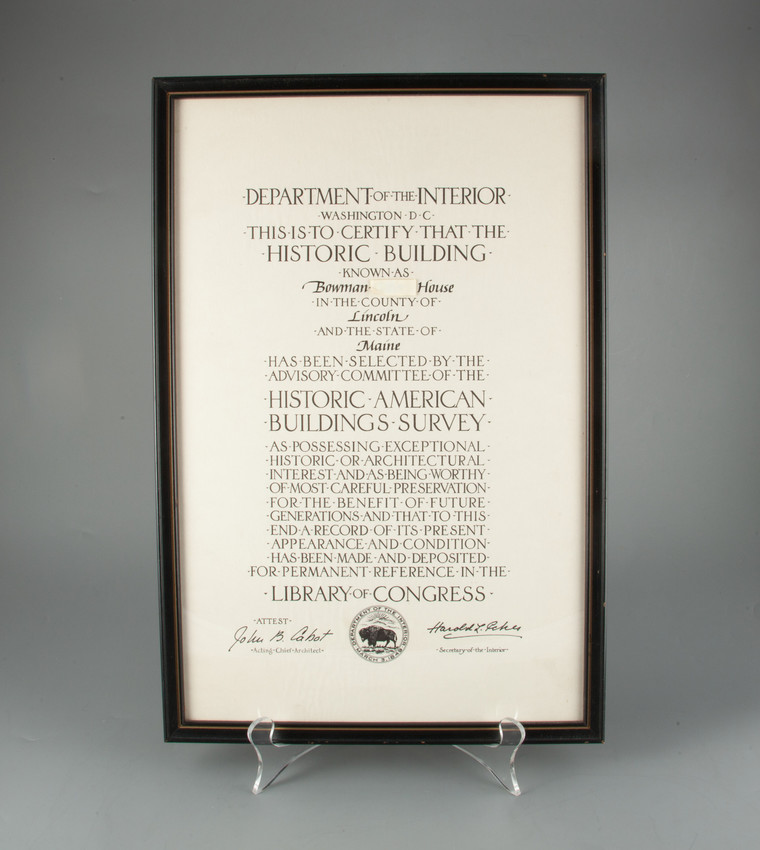 ·DEPARTMENT·OF·THE·INTERIOR·
·WASHINGTON·D·C·
·THIS·IS·TO·CERTIFY·THAT·THE·
·HISTORIC·BUILDING·
·KNOWN·AS·
Bowman House
·IN·THE·COUNTY·OF·
Lincoln
·AND·THE·STATE·OF·
Maine
·HAS·BEEN·SELECTED·BY·THE·
·ADVISORY·COMMITTEE·OF·THE·
·HISTORIC·AMERICAN·
·BUILDINGS·SURVEY·
·AS·POSSESSING·EXCEPTIONAL·
·HISTORIC·OR·ARCHITECTURAL·
·INTEREST·AND·AS·BEING·WORTHY·
·OF·MOST·CAREFUL·PRESERVATION·
·FOR·THE·BENEFIT·OF·FUTURE·
·GENERATIONS·AND·THAT·TO·THIS·
·END·A·RECORD·OF·ITS·PRESENT·
·APPEARANCE·AND·CONDITION·
·HAS·BEEN·MADE·AND·DEPOSITED·
·FOR·PERMANENT·REFERENCE·IN·THE·
·LIBRARY·OF·CONGRESS·
·ATTEST·
John B. Cabot
·Acting·Chief·Architect·
DEPARTMENT OF THE INTERIOR
MARCH 3 1849
Harold L. Ickes
·Secretary·of·the·Interior·